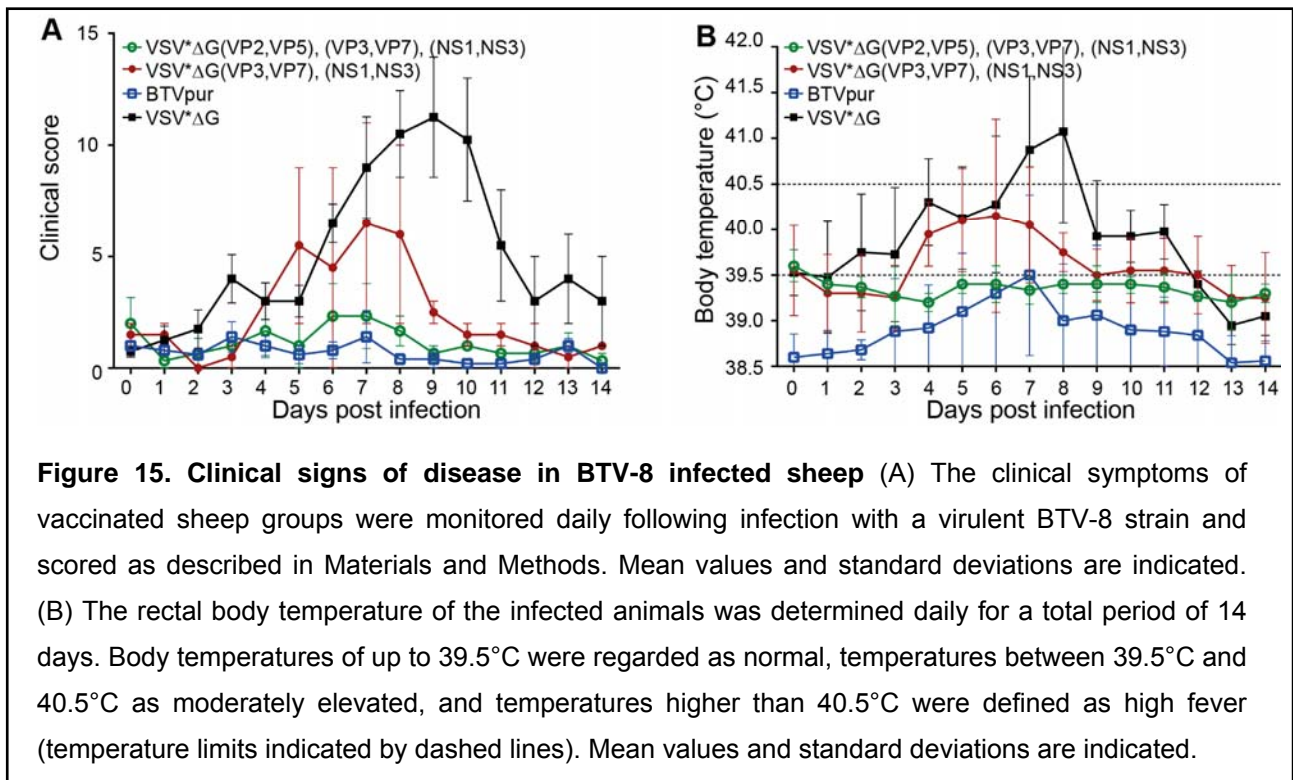 A
15
10
5
0
Clinical score
VSV*ΔG(VP2,VP5), (VP3,VP7), (NS1,NS3)
VSV*ΔG(VP3,VP7), (NS1,NS3)
BTVpur
VSV*ΔG
0 1 2 3 4 5 6 7 8 9 10 11 12 13 14
Days post infection
B
42.0
41.5
41.0
40.5
40.0
39.5
39.0
38.5
Body temperature (°C)
VSV*ΔG(VP2,VP5), (VP3,VP7), (NS1,NS3)
VSV*ΔG(VP3,VP7), (NS1,NS3)
BTVpur
VSV*ΔG
0 1 2 3 4 5 6 7 8 9 10 11 12 13 14
Days post infection
Figure 15. Clinical signs of disease in BTV-8 infected sheep (A) The clinical symptoms of
vaccinated sheep groups were monitored daily following infection with a virulent BTV-8 strain and
scored as described in Materials and Methods. Mean values and standard deviations are indicated.
(B) The rectal body temperature of the infected animals was determined daily for a total period of 14
days. Body temperatures of up to 39.5°C were regarded as normal, temperatures between 39.5°C and
40.5°C as moderately elevated, and temperatures higher than 40.5°C were defined as high fever
(temperature limits indicated by dashed lines). Mean values and standard deviations are indicated.